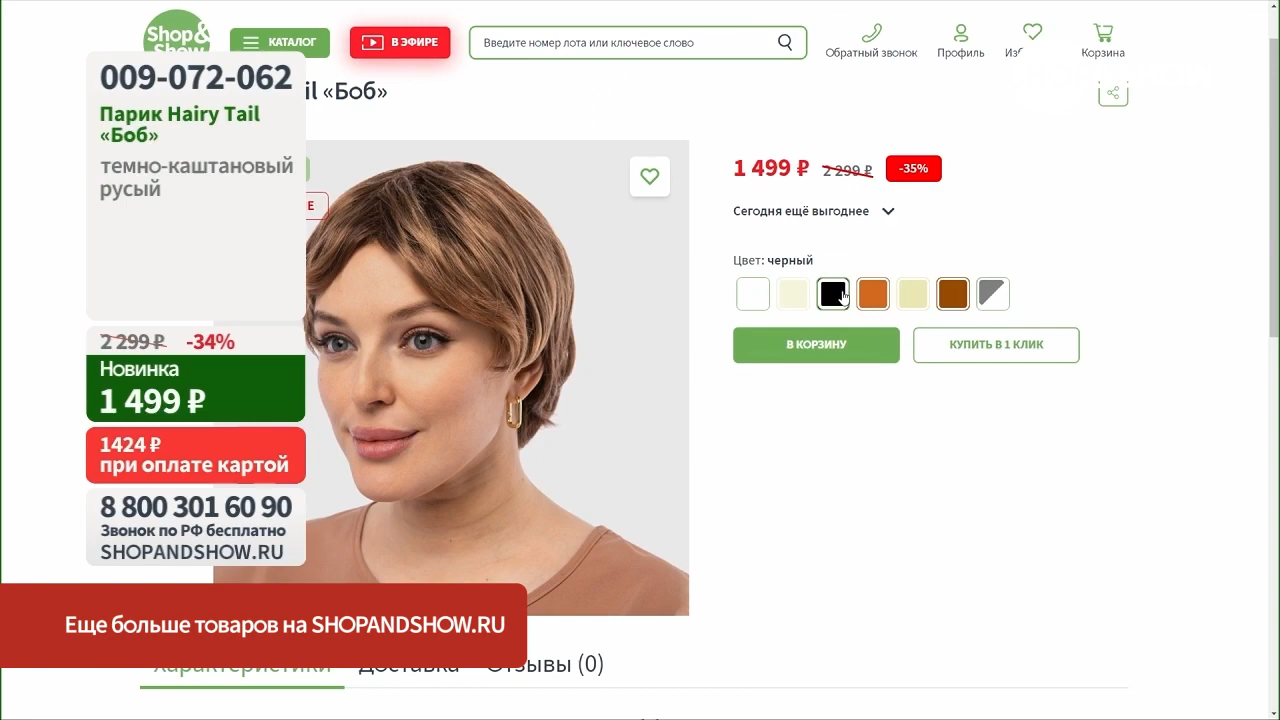 Shop&
Show
КАТАЛОГ
В ЭФИРЕ
Введите номер лота или ключевое слово
Обратный звонок
Профиль
Корзина
009-072-062
il «Боб»
Парик Hairy Tail
«Боб»
темно-каштановый
русый
Е
1 499 ₽
2 299 ₽
-35%
Сегодня ещё выгоднее
Цвет: черный
В КОРЗИНУ
КУПИТЬ В 1 КЛИК
2 299 ₽ -34%
Новинка
1 499 ₽
1424 ₽
при оплате картой
8 800 301 60 90
Звонок по РФ бесплатно
SHOPANDSHOW.RU
Еще больше товаров на SHOPANDSHOW.RU
Характеристики
Доставка
Отзывы (0)